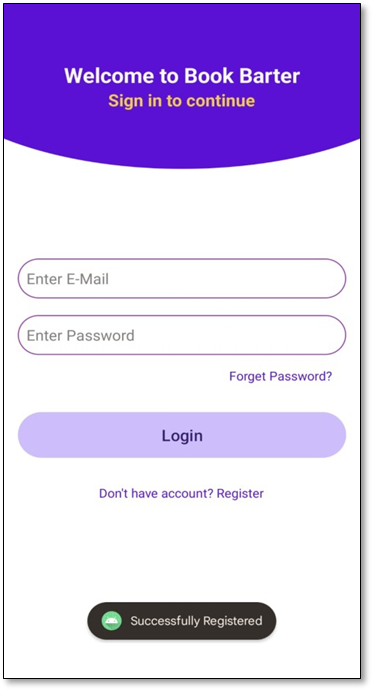 Welcome to Book Barter
Sign in to continue
Enter E-Mail
Enter Password
Forget Password?
Login
Don't have account? Register
Successfully Registered